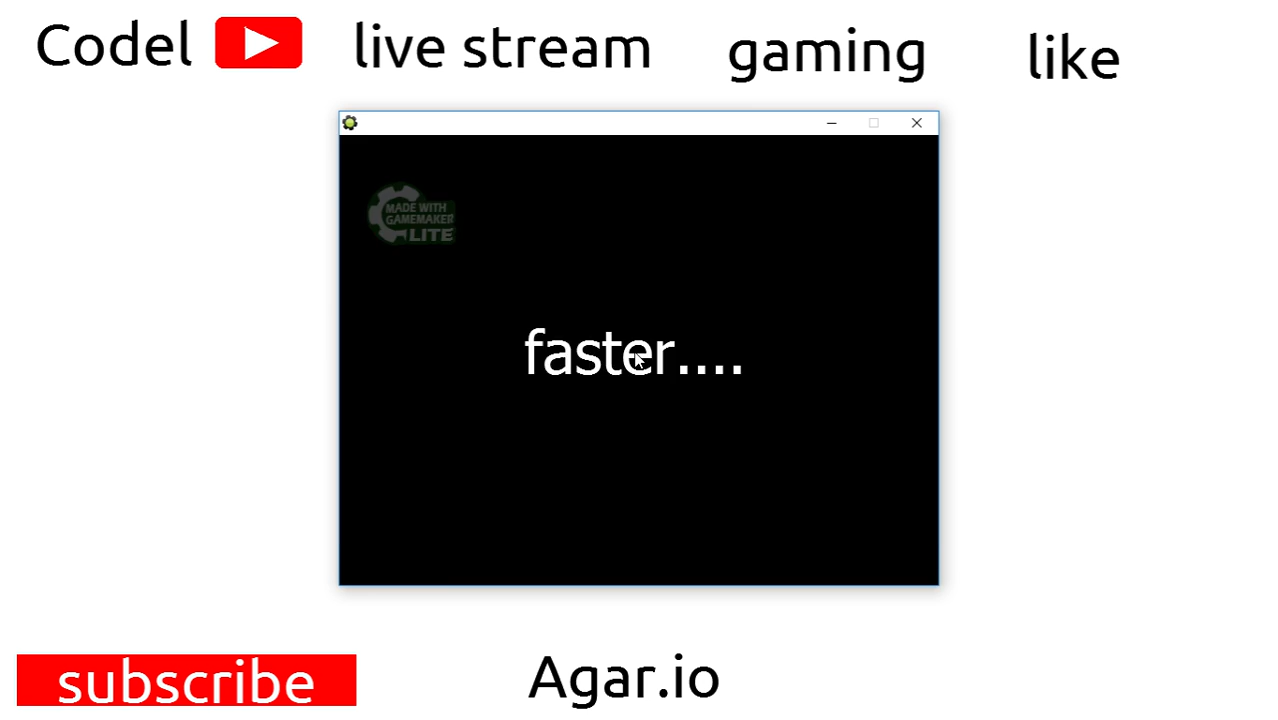 Codel live stream gaming like
MADE WITH
GAMEMAKER
LITE
faster....
subscribe Agar.io